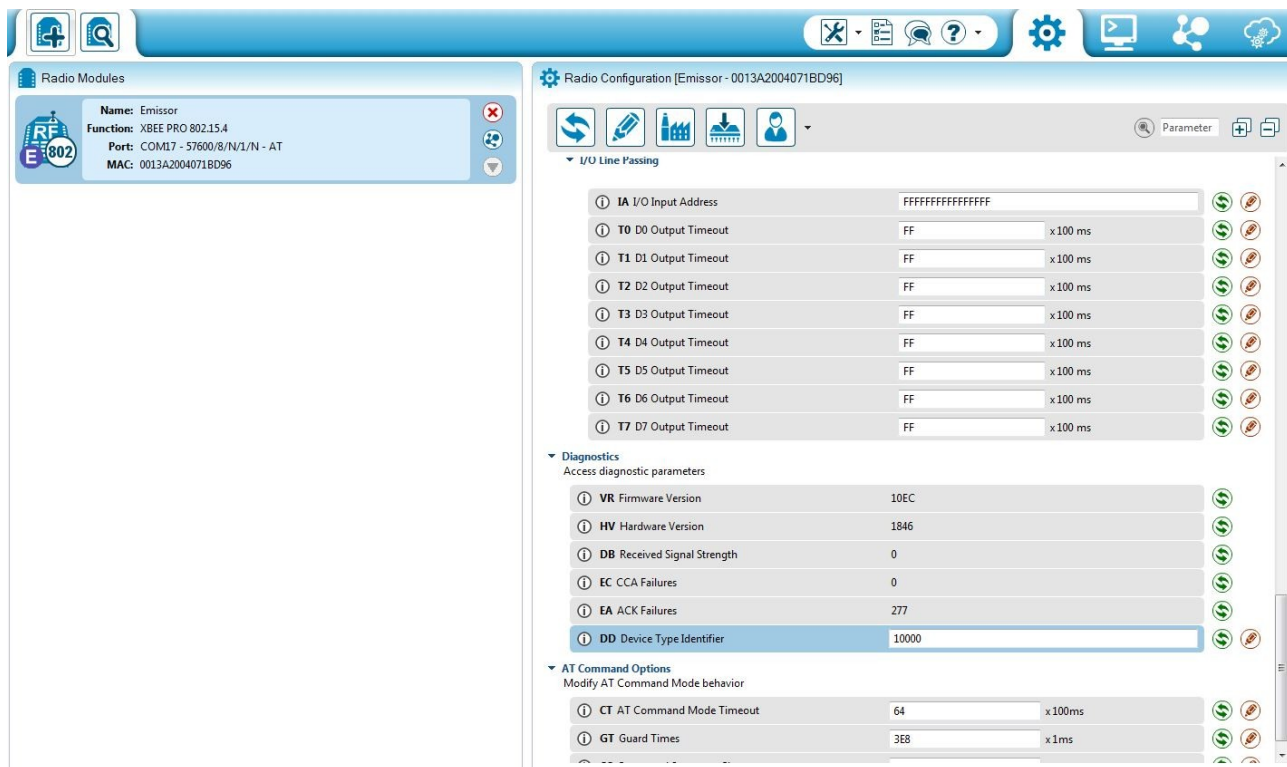 Radio Modules
Name: Emissor
Function: XBEE PRO 802.15.4
Port: COM17 - 57600/8/N/1/N - AT
MAC: 0013A2004071BD96
RF
E 802
Radio Configuration [Emissor - 0013A2004071BD96]
Parameter
I/O Line Passing
IA I/O Input Address FFFFFFFFFFFFFFFF
T0 D0 Output Timeout FF x 100 ms
T1 D1 Output Timeout FF x 100 ms
T2 D2 Output Timeout FF x 100 ms
T3 D3 Output Timeout FF x 100 ms
T4 D4 Output Timeout FF x 100 ms
T5 D5 Output Timeout FF x 100 ms
T6 D6 Output Timeout FF x 100 ms
T7 D7 Output Timeout FF x 100 ms
Diagnostics
Access diagnostic parameters
VR Firmware Version 10EC
HV Hardware Version 1846
DB Received Signal Strength 0
EC CCA Failures 0
EA ACK Failures 277
DD Device Type Identifier 10000
AT Command Options
Modify AT Command Mode behavior
CT AT Command Mode Timeout 64 x 100ms
GT Guard Times 3E8 x 1ms